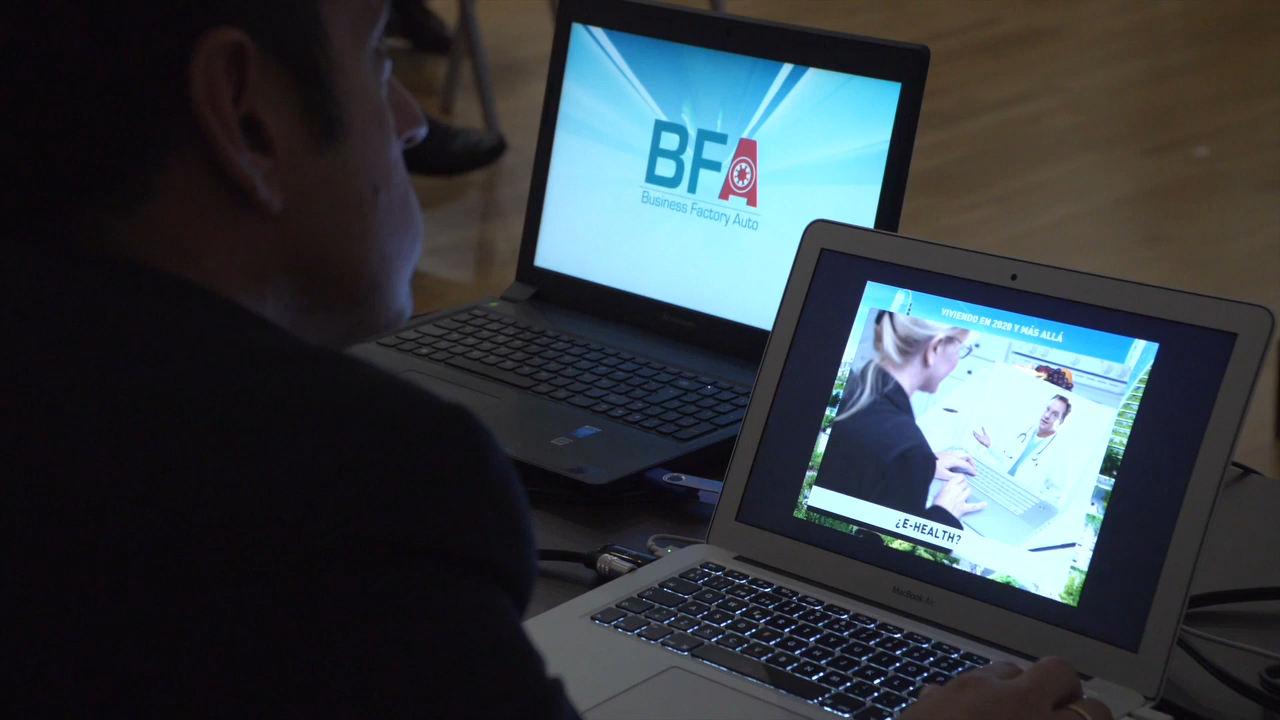 BFA
Business Factory Auto
VIVIENDO EN 2020 Y MÁS ALLÁ
¿E-HEALTH?
MacBook Air